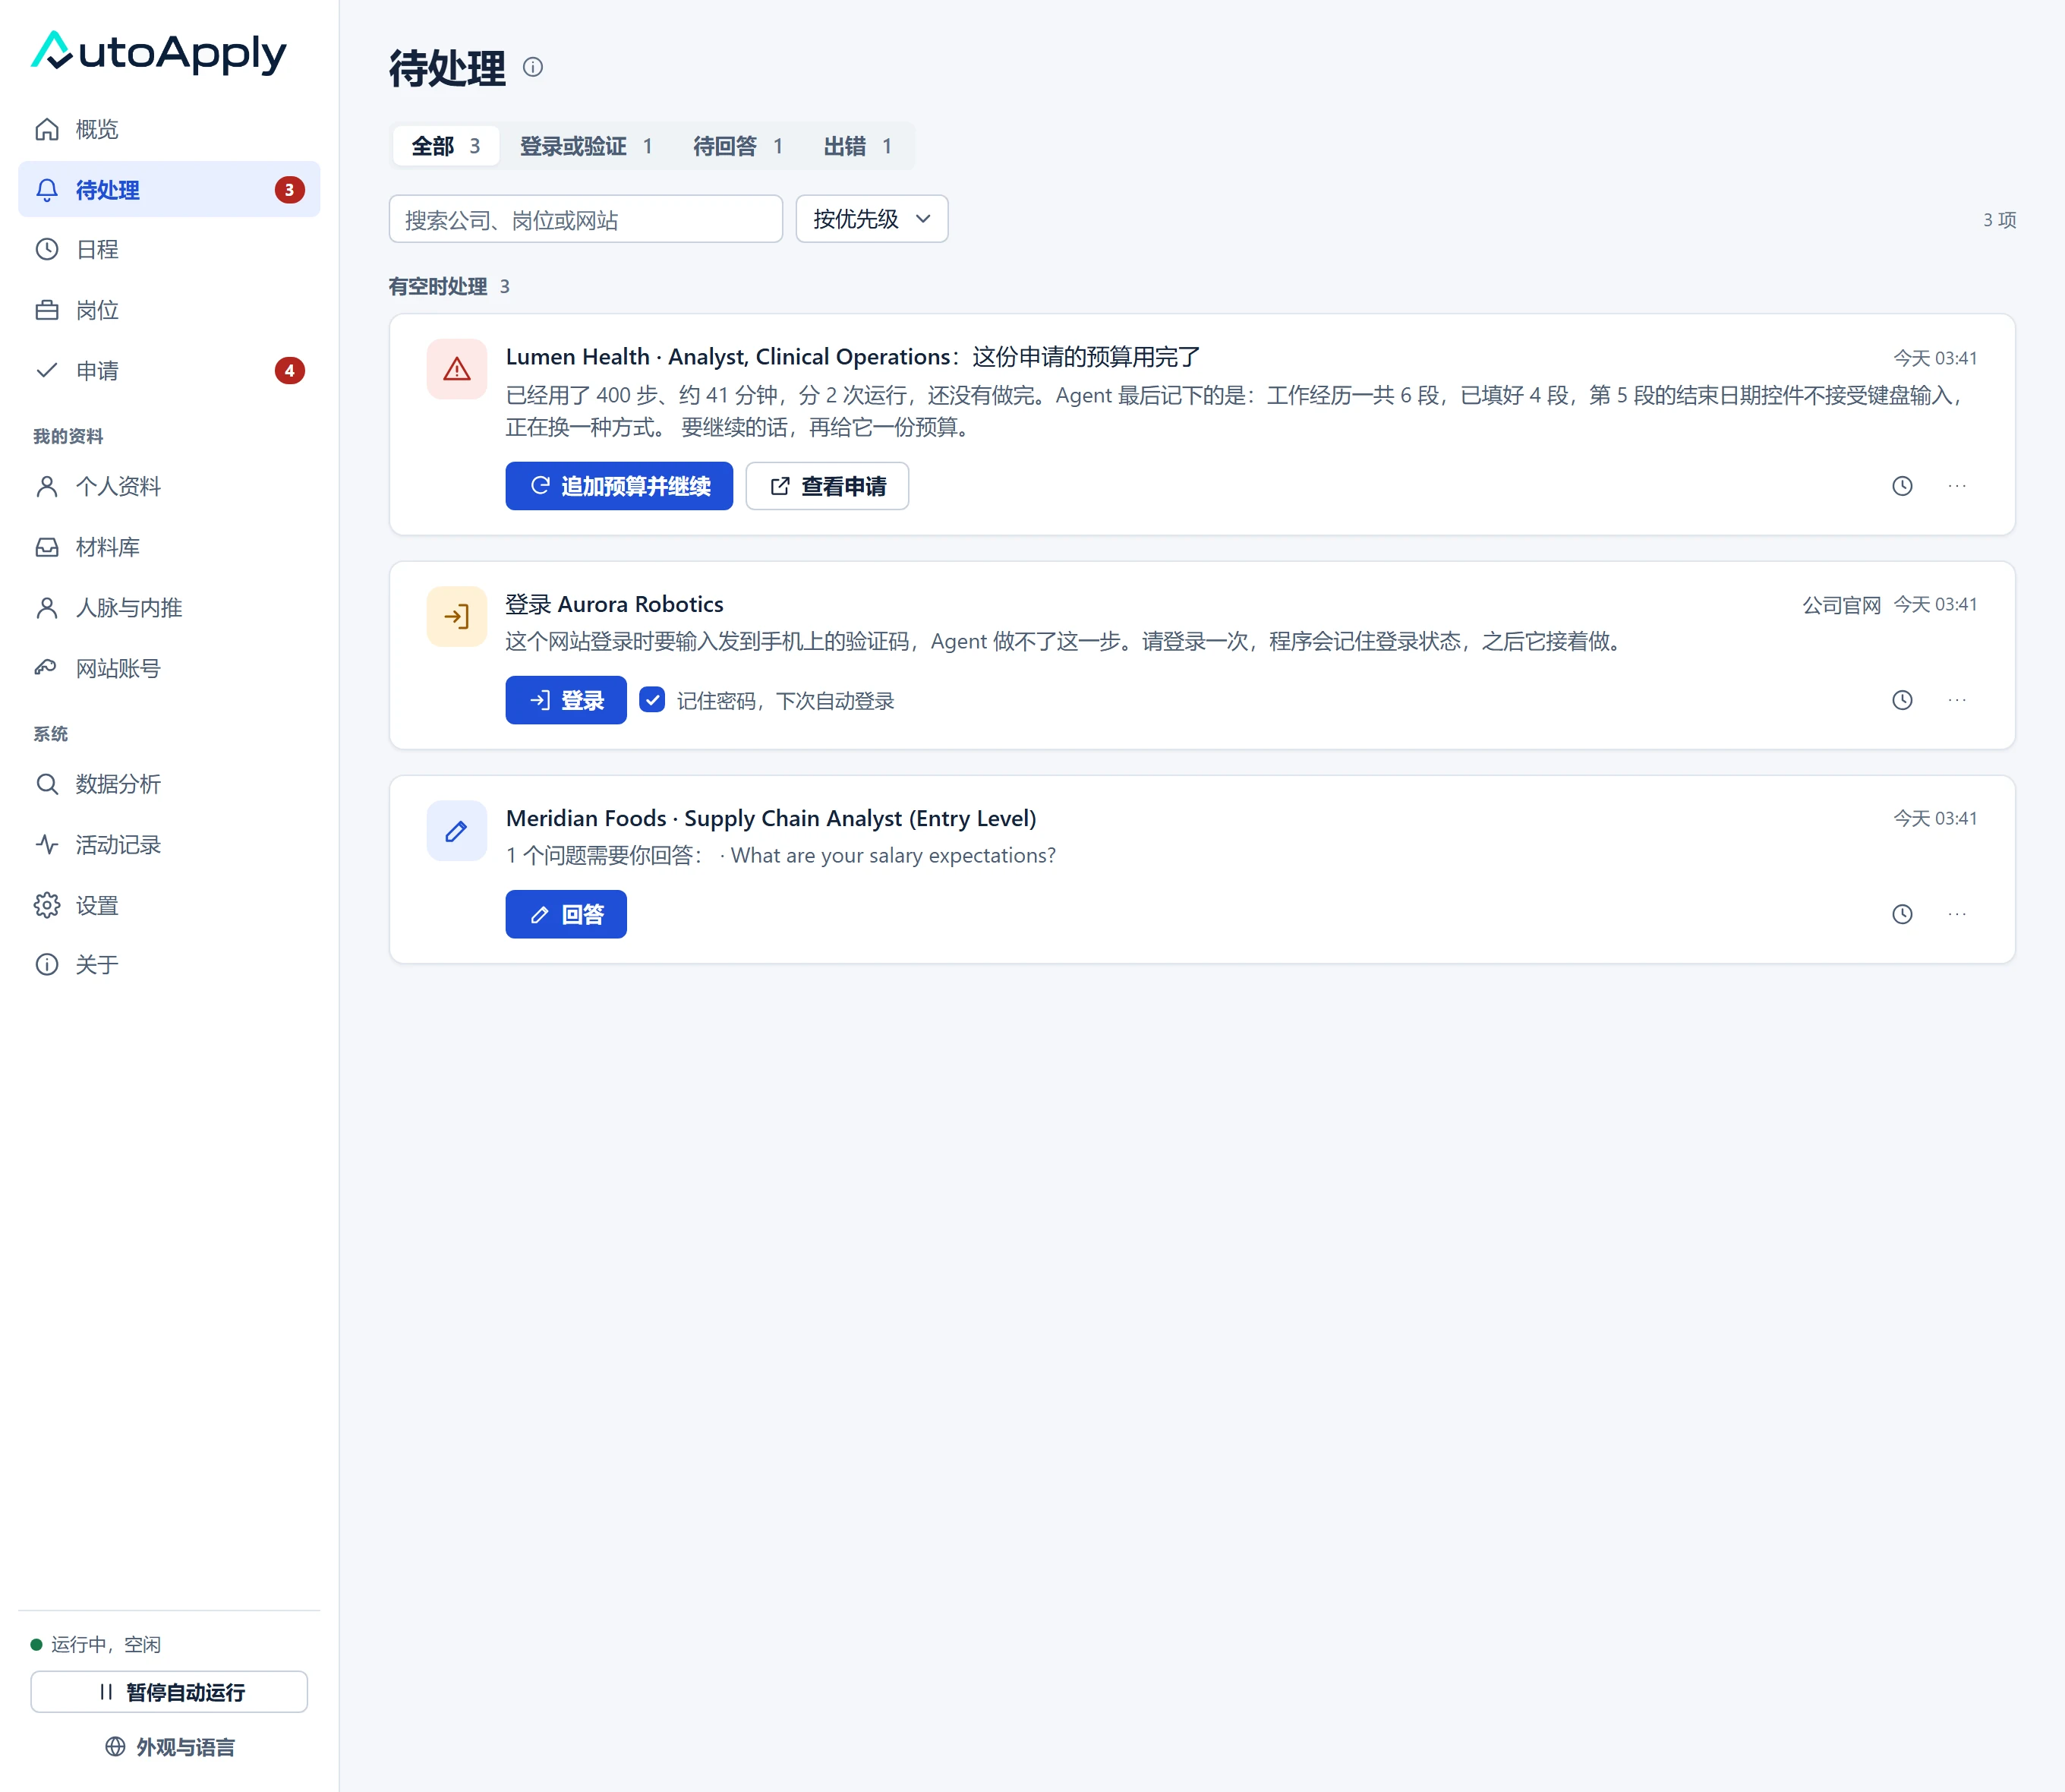 AutoApply
概览
待处理 3
日程
岗位
申请 4
我的资料
个人资料
材料库
人脉与内推
网站账号
系统
数据分析
活动记录
设置
关于
运行中，空闲
暂停自动运行
外观与语言
待处理
全部 3 登录或验证 1 待回答 1 出错 1
搜索公司、岗位或网站 按优先级 3 项
有空时处理 3
Lumen Health · Analyst, Clinical Operations：这份申请的预算用完了 今天 03:41
已经用了 400 步、约 41 分钟，分 2 次运行，还没有做完。Agent 最后记下的是：工作经历一共 6 段，已填好 4 段，第 5 段的结束日期控件不接受键盘输入，
正在换一种方式。 要继续的话，再给它一份预算。
追加预算并继续 查看申请
登录 Aurora Robotics 公司官网 今天 03:41
这个网站登录时要输入发到手机上的验证码，Agent 做不了这一步。请登录一次，程序会记住登录状态，之后它接着做。
登录 记住密码，下次自动登录
Meridian Foods · Supply Chain Analyst (Entry Level) 今天 03:41
1 个问题需要你回答： · What are your salary expectations?
回答